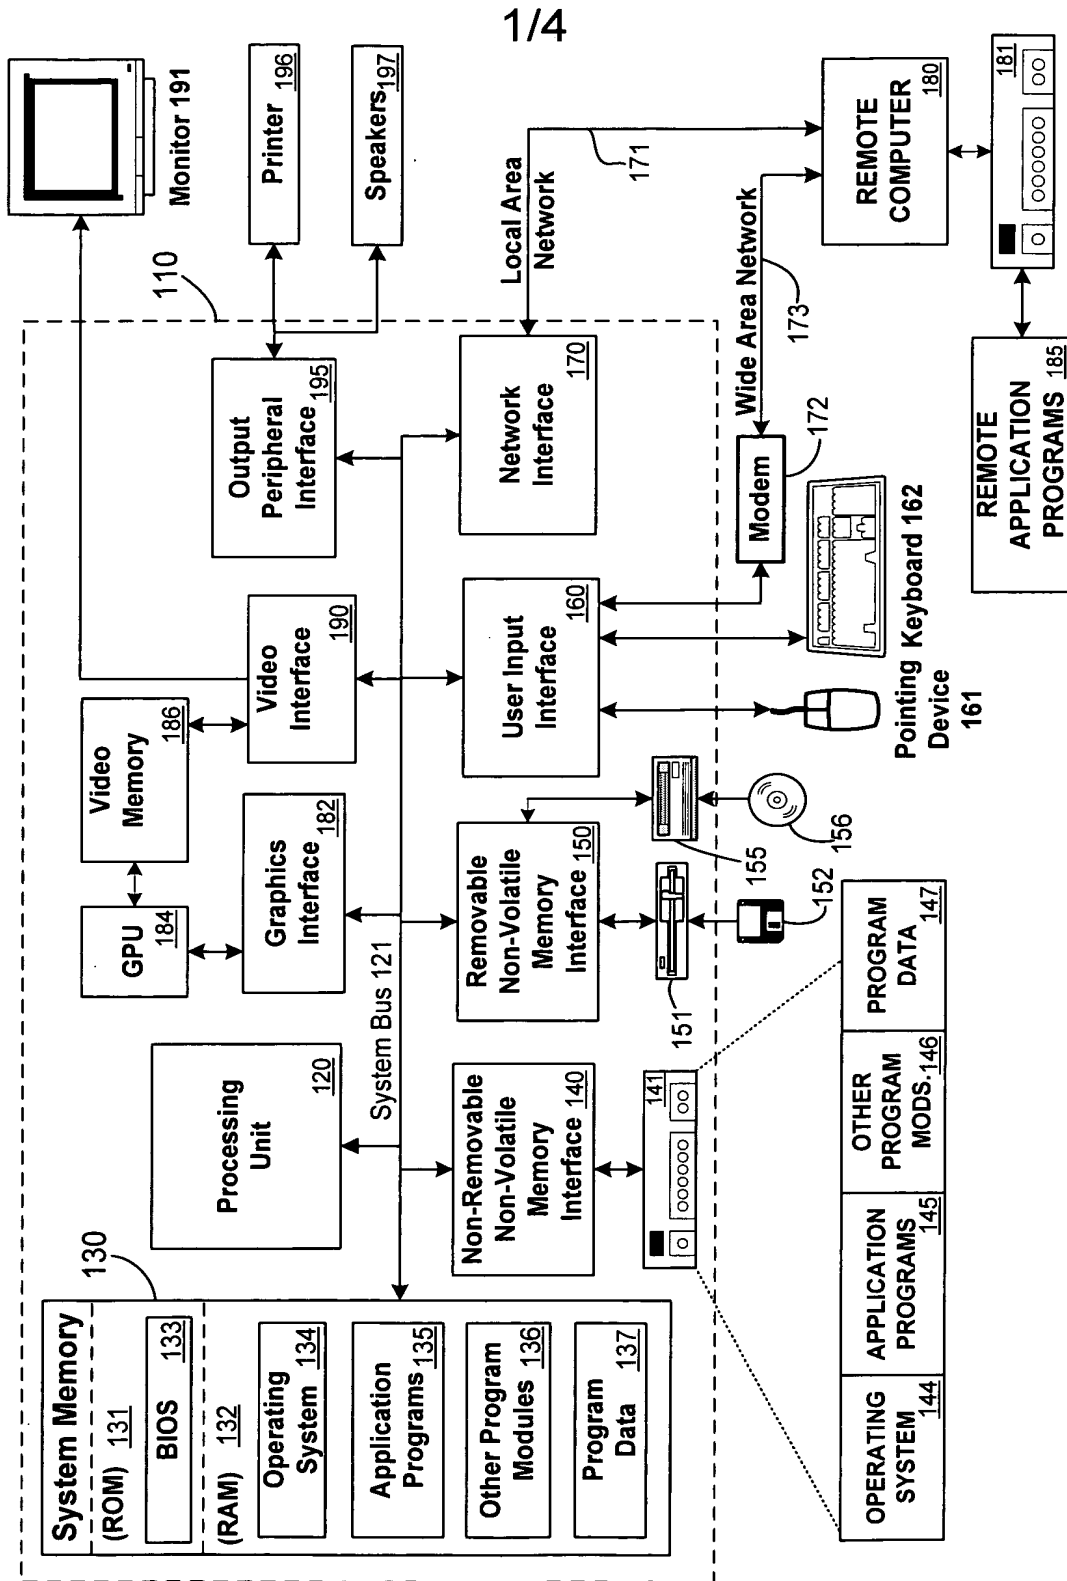 1/4
System Memory
130
(ROM) 131
BIOS 133
(RAM) 132
Operating
System 134
Application
Programs 135
Other Program
Modules 136
Program
Data 137
Processing
Unit 120
System Bus 121
GPU
184
Video
Memory 186
Graphics
Interface 182
Video
Interface 190
Output
Peripheral
Interface 195
110
Monitor 191
Printer 196
Speakers 197
Non-Removable
Non-Volatile
Memory
Interface 140
Removable
Non-Volatile
Memory
Interface 150
User Input
Interface 160
Network
Interface 170
Local Area
Network
171
Wide Area Network
173
Modem
172
141
151
152
155
156
Pointing
Device
161
Keyboard 162
REMOTE
COMPUTER 180
181
REMOTE
APPLICATION
PROGRAMS 185
OPERATING
SYSTEM 144
APPLICATION
PROGRAMS 145
OTHER
PROGRAM
MODS. 146
PROGRAM
DATA 147